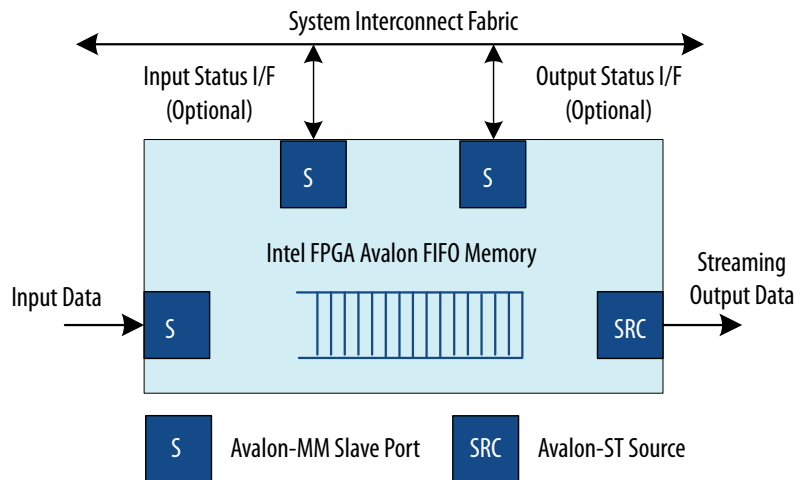 System Interconnect Fabric
Input Status I/F
(Optional)
Output Status I/F
(Optional)
S
S
Intel FPGA Avalon FIFO Memory
Input Data
S
SRC
Streaming
Output Data
S
Avalon-MM Slave Port
SRC
Avalon-ST Source